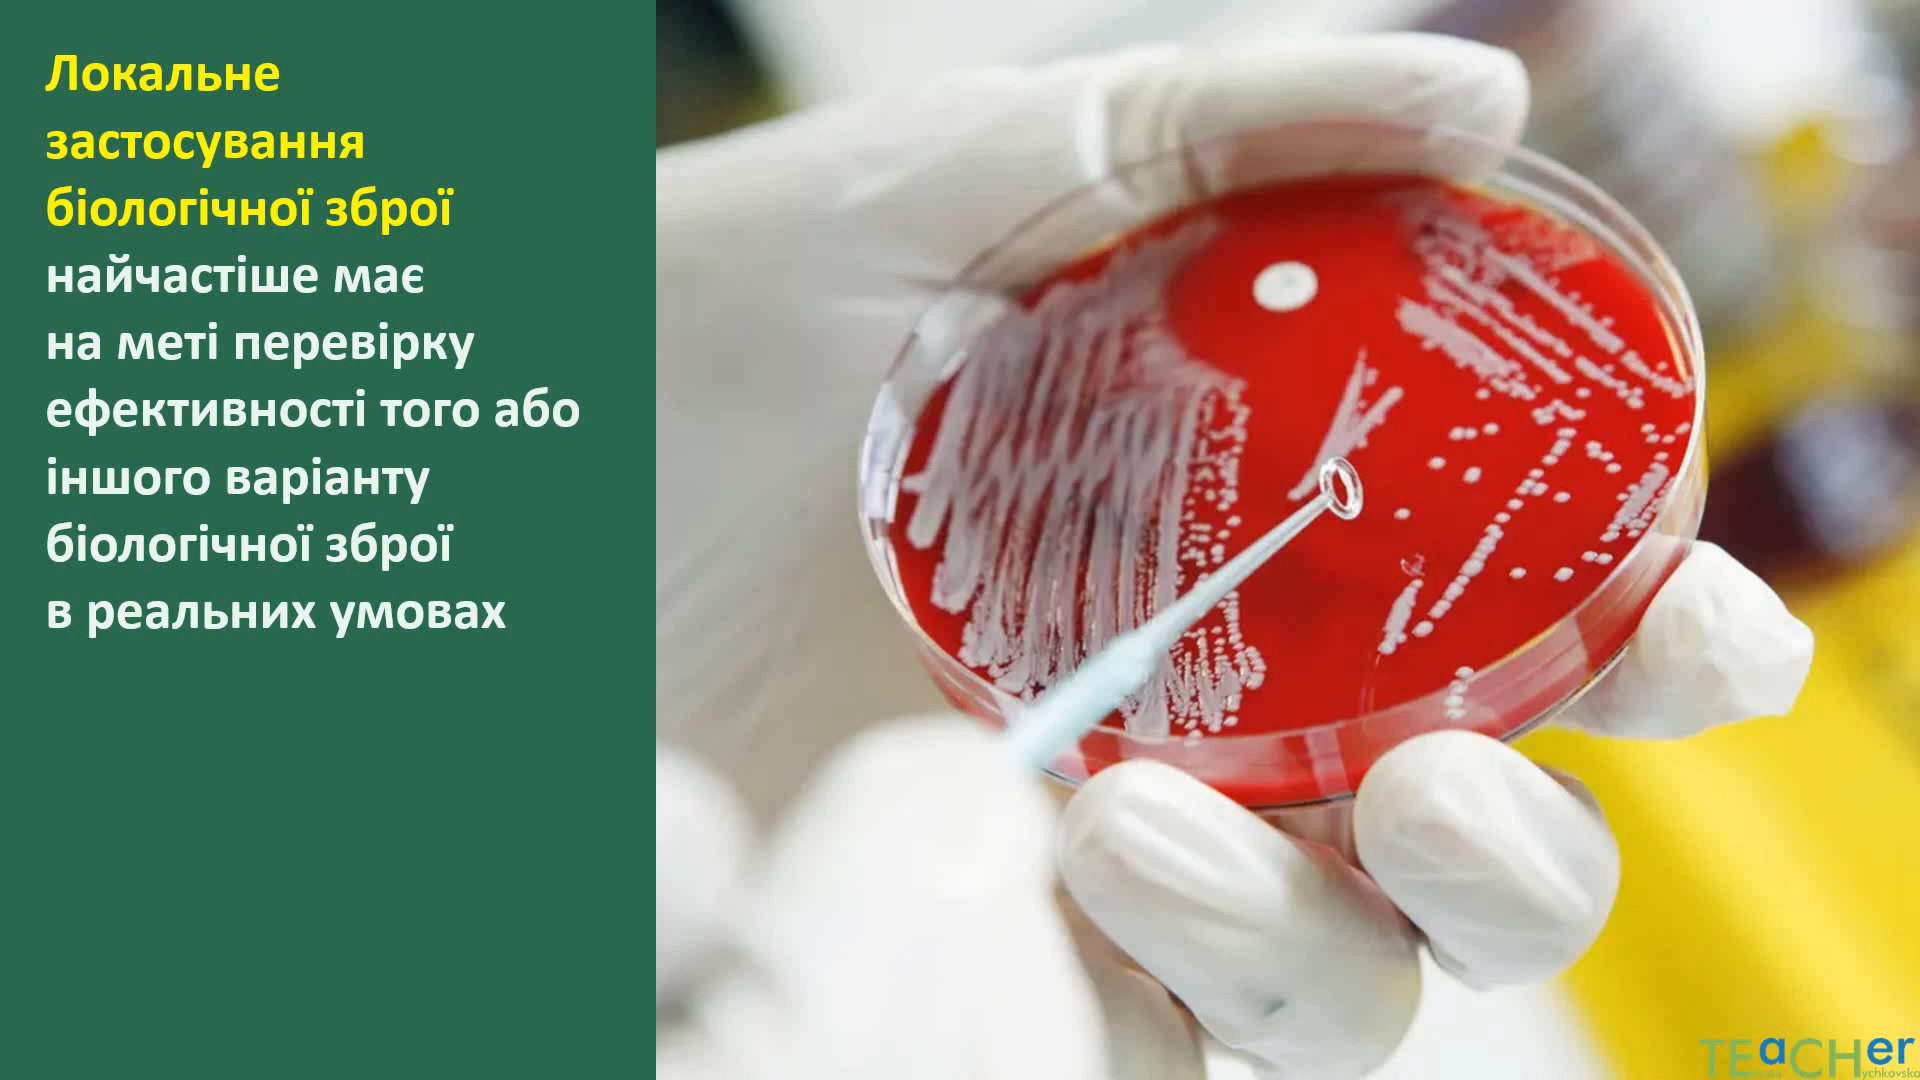 Локальне
застосування
біологічної зброї
найчастіше має
на меті перевірку
ефективності того або
іншого варіанту
біологічної зброї
в реальних умовах
TEaCHer
ychkovska